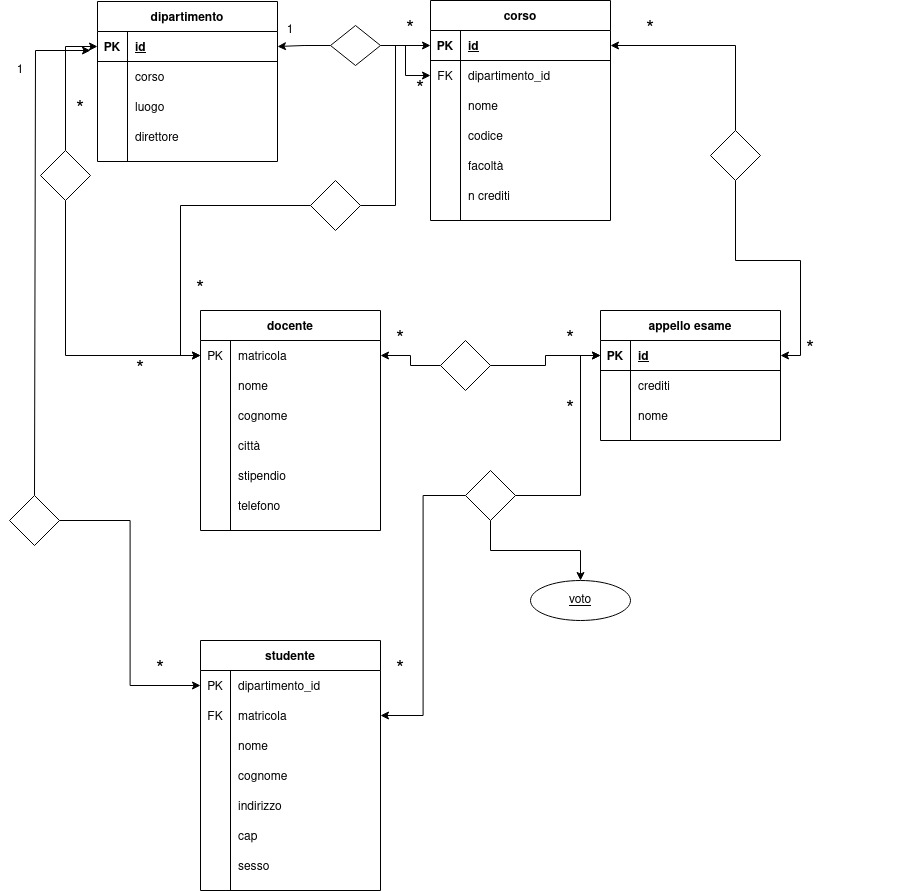 dipartimento
PK id
corso
luogo
direttore
1
*
corso
PK id
FK dipartimento_id
nome
codice
facoltà
n crediti
*
*
1
*
*
docente
PK matricola
nome
cognome
città
stipendio
telefono
*
*
*
appello esame
PK id
crediti
nome
*
*
voto
studente
PK dipartimento_id
FK matricola
nome
cognome
indirizzo
cap
sesso
*
*